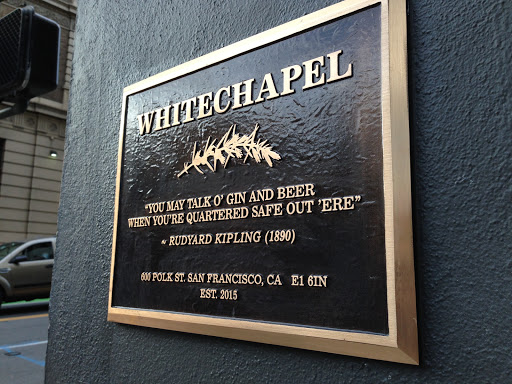 WHITECHAPEL
"YOU MAY TALK O' GIN AND BEER
WHEN YOU'RE QUARTERED SAFE OUT 'ERE"
~ RUDYARD KIPLING (1890)
600 POLK ST. SAN FRANCISCO, CA E1 6IN
EST. 2015